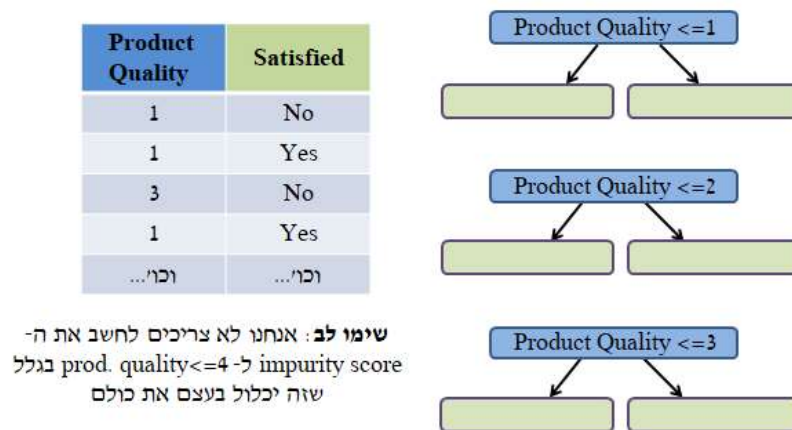 Product Quality
Satisfied
1
No
1
Yes
3
No
1
Yes
וכו'...
וכו'...
שימו לב: אנחנו לא צריכים לחשב את ה-
impurity score ל- prod. quality<=4 בגלל
שזה יכלול בעצם את כולם
Product Quality <=1
Product Quality <=2
Product Quality <=3